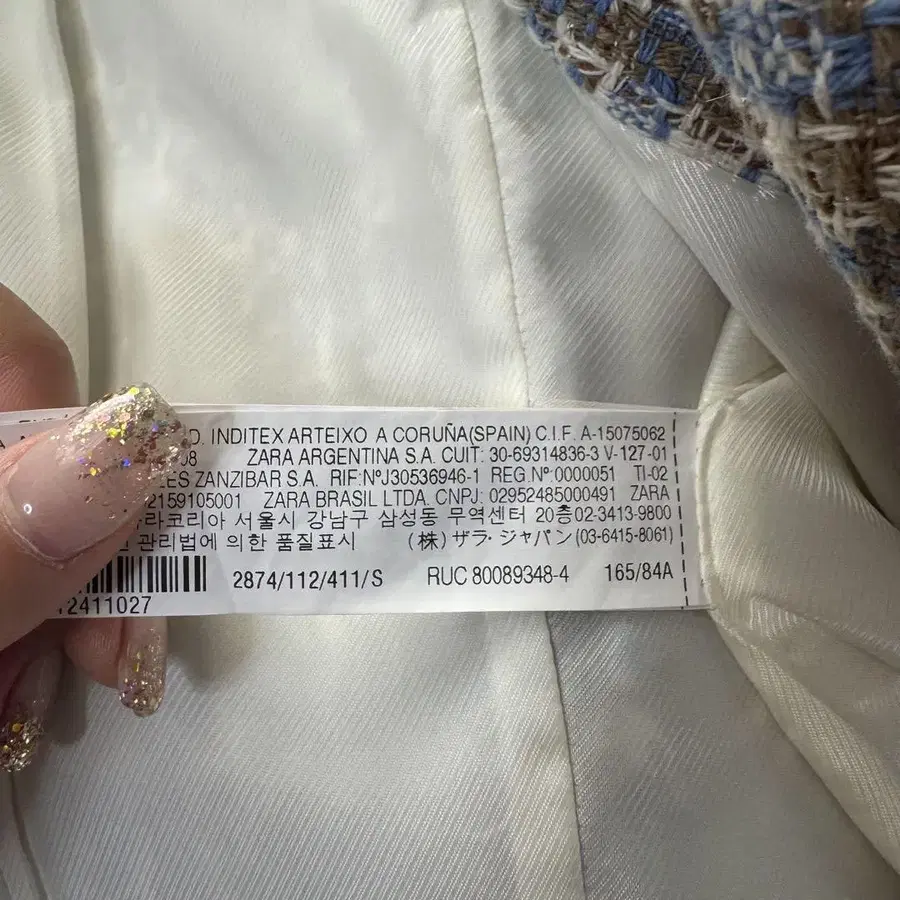 O. INDITEX ARTEIXO A CORUÑA(SPAIN) C.I.F. A-15075062
08 ZARA ARGENTINA S.A. CUIT: 30-69314836-3 V-127-01
LES ZANZIBAR S.A. RIF:Nº J30536946-1 REG.Nº:0000051 TI-02
2159105001 ZARA BRASIL LTDA. CNPJ: 02952485000491 ZARA
라코리아 서울시 강남구 삼성동 무역센터 20층02-3413-9800
관리법에 의한 품질표시 (株) ザラ・ジャパン(03-6415-8061)
2874/112/411/S RUC 80089348-4 165/84A
12411027